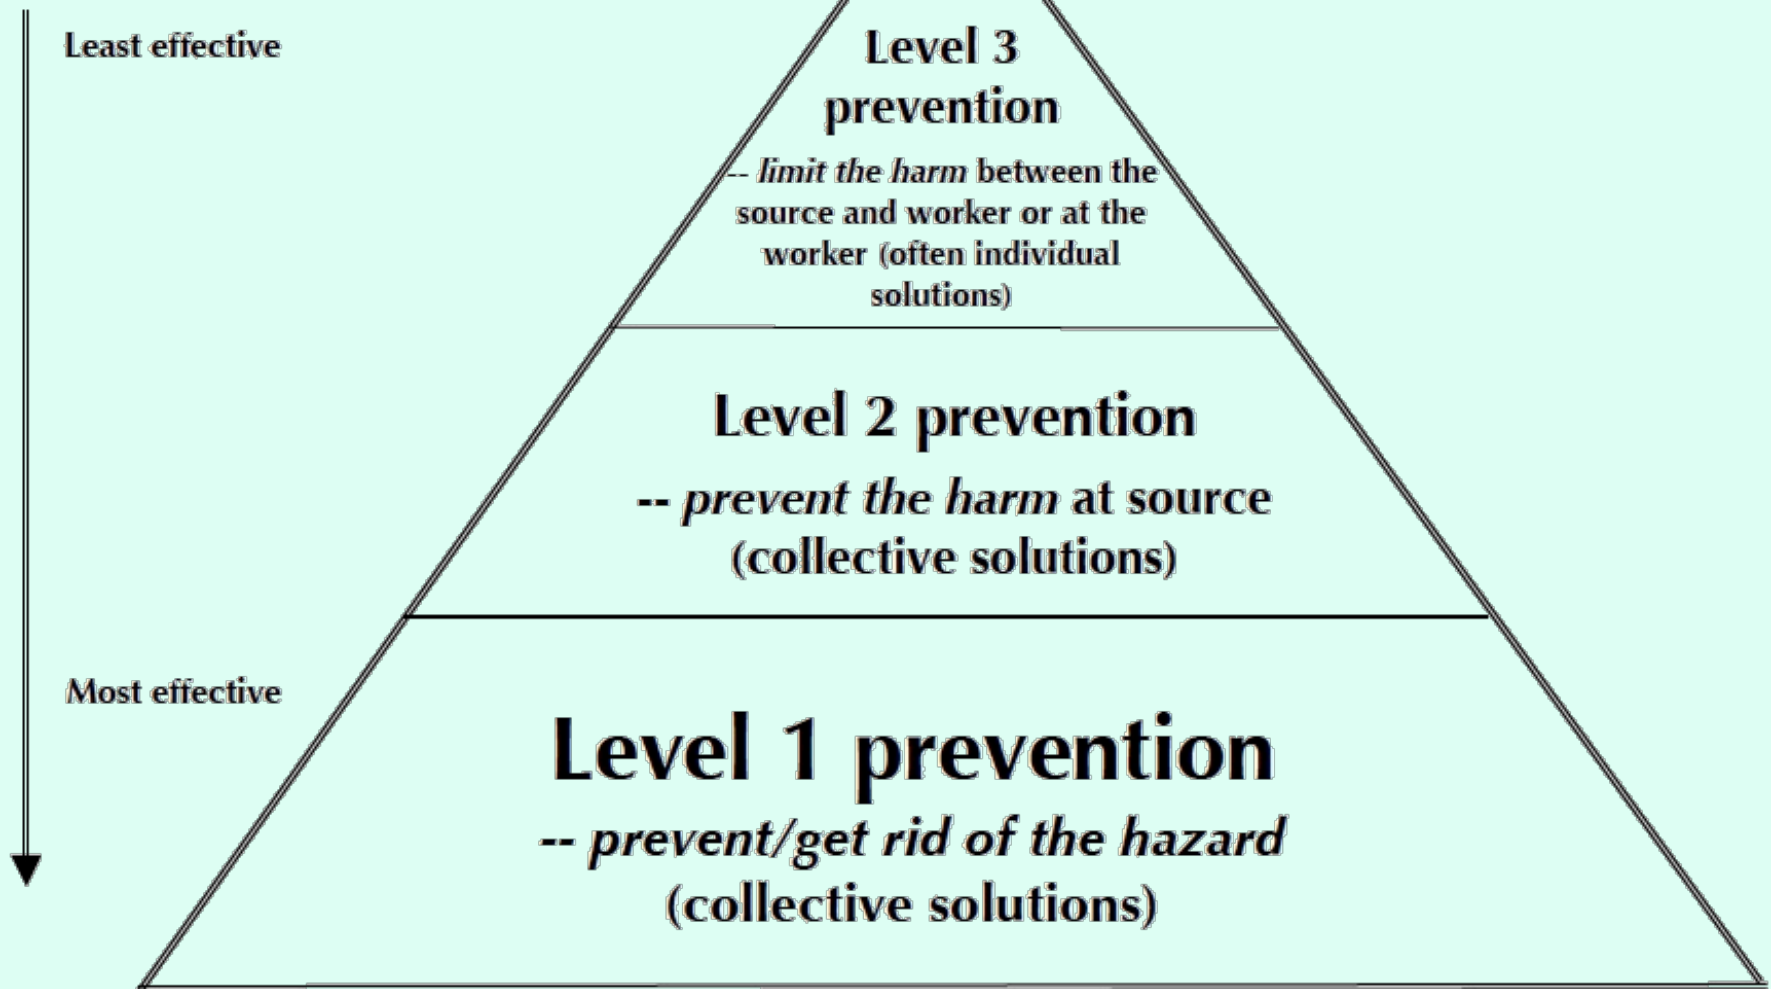 Least effective
Level 3
prevention
-- limit the harm between the
source and worker or at the
worker (often individual
solutions)
Level 2 prevention
-- prevent the harm at source
(collective solutions)
Most effective
Level 1 prevention
-- prevent/get rid of the hazard
(collective solutions)